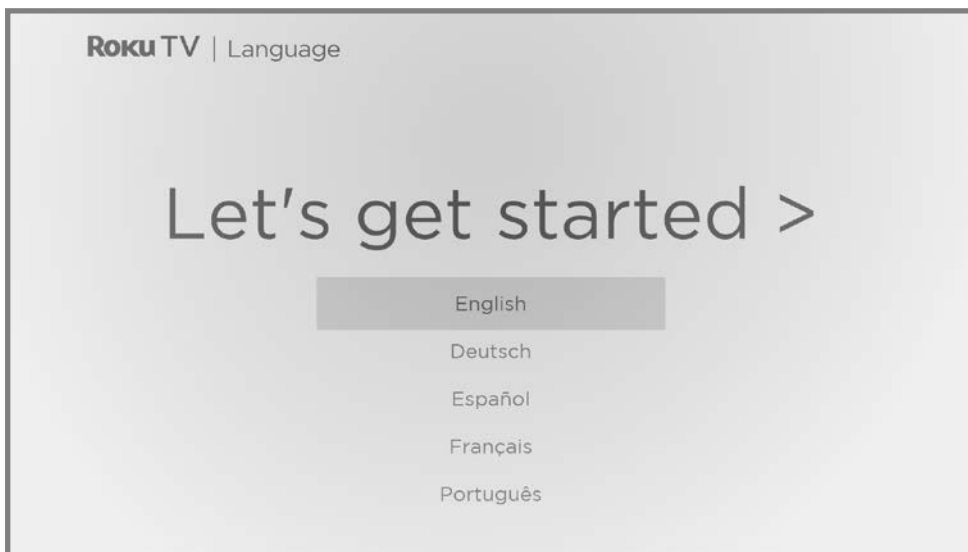 Roku TV | Language
Let's get started >
English
Deutsch
Español
Français
Português